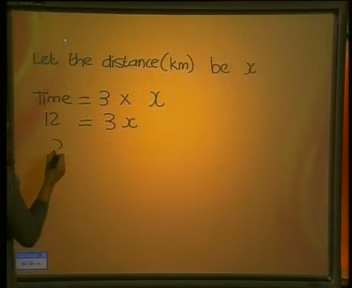 Let the distance (km) be x
Time = 3 × x
12 = 3x